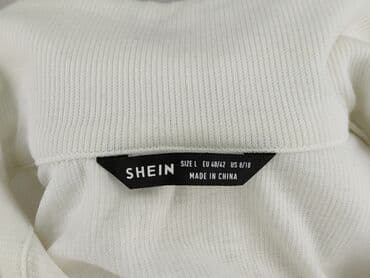 SHEIN SIZE L EU 40/42 US 8/10
MADE IN CHINA